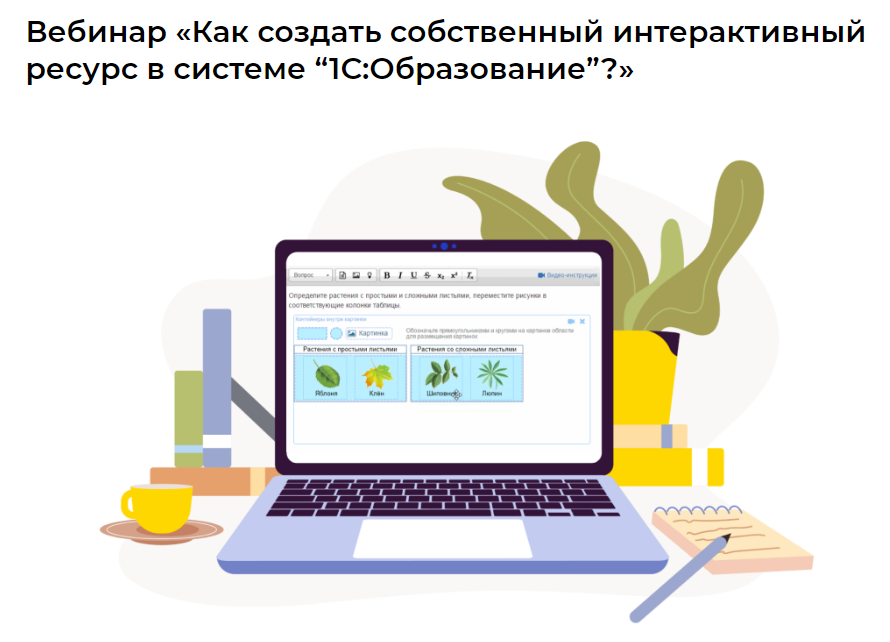 Вебинар «Как создать собственный интерактивный
ресурс в системе “1С:Образование”?»
Вопрос
B I U S x₂ x² Tₓ
Видео-инструкции
Определите растения с простыми и сложными листьями, переместите рисунки в
соответствующие колонки таблицы.
Контейнеры внутри картинки
Картинка
Обозначьте прямоугольниками и кругами на картинке области
для размещения картинок
Растения с простыми листьями
Растения со сложными листьями
Яблоня
Клён
Шиповник
Люпин